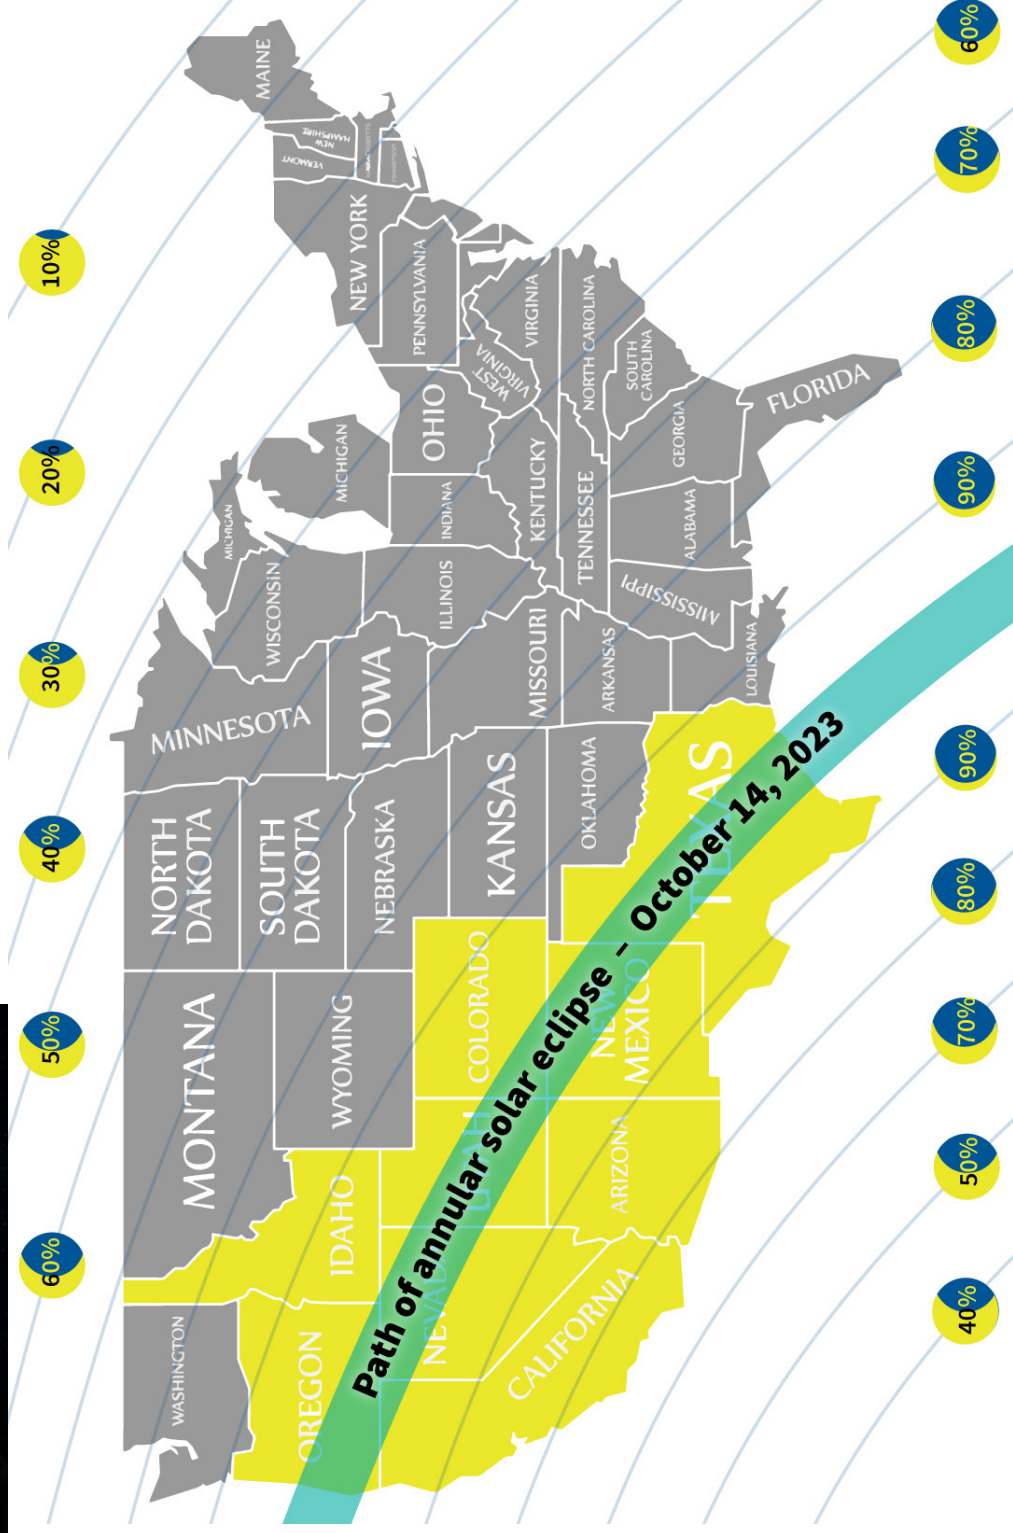 60%
50%
40%
30%
20%
10%
WASHINGTON
MONTANA
NORTH
DAKOTA
MINNESOTA
WISCONSIN
MICHIGAN
MICHIGAN
MAINE
VERMONT
NEW
HAMPSHIRE
NEW YORK
OREGON
IDAHO
WYOMING
SOUTH
DAKOTA
IOWA
NEBRASKA
ILLINOIS
INDIANA
OHIO
PENNSYLVANIA
NEVADA
UTAH
COLORADO
KANSAS
MISSOURI
KENTUCKY
WEST
VIRGINIA
VIRGINIA
CALIFORNIA
ARIZONA
NEW
MEXICO
OKLAHOMA
ARKANSAS
TENNESSEE
NORTH CAROLINA
SOUTH
CAROLINA
TEXAS
LOUISIANA
MISSISSIPPI
ALABAMA
GEORGIA
FLORIDA
Path of annular solar eclipse – October 14, 2023
40%
50%
70%
80%
90%
90%
80%
70%
60%